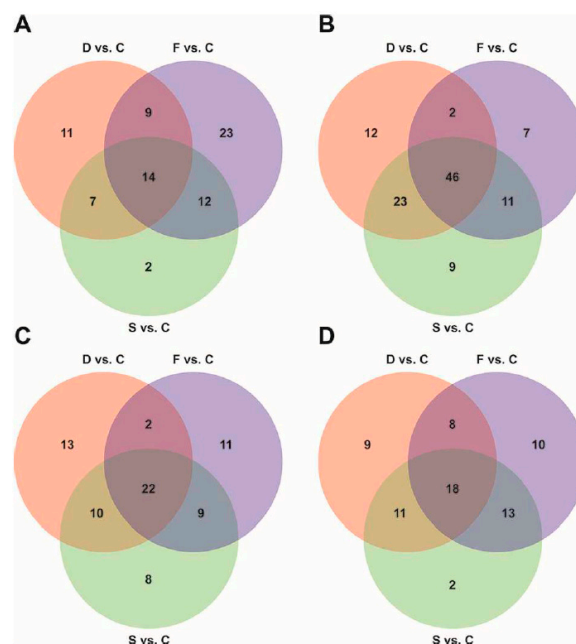 A
D vs. C F vs. C
9
11 23
14
7 12
2
S vs. C
B
D vs. C F vs. C
2
12 7
46
23 11
9
S vs. C
C
D vs. C F vs. C
2
13 11
22
10 9
8
S vs. C
D
D vs. C F vs. C
8
9 10
18
11 13
2
S vs. C